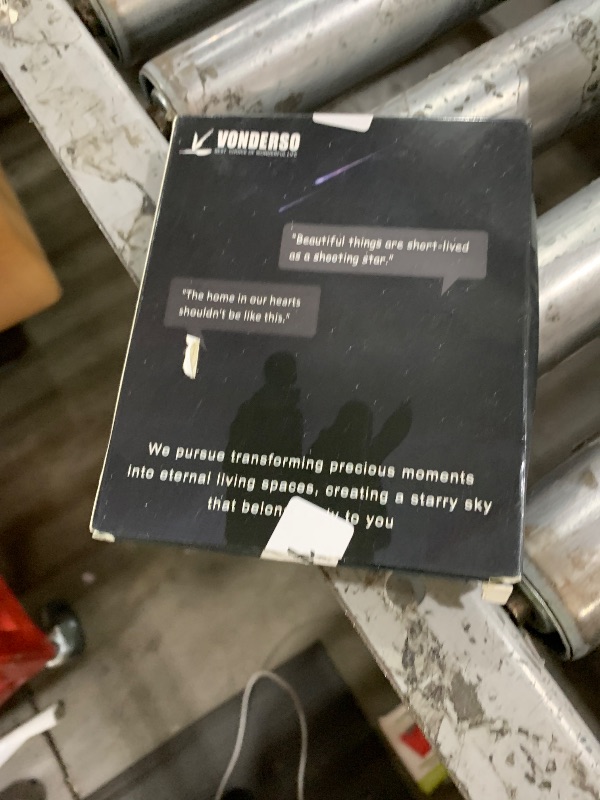 VONDERSO
"Beautiful things are short-lived
as a shooting star."
"The home in our hearts
shouldn't be like this."
We pursue transforming precious moments
into eternal living spaces, creating a starry sky
that to you